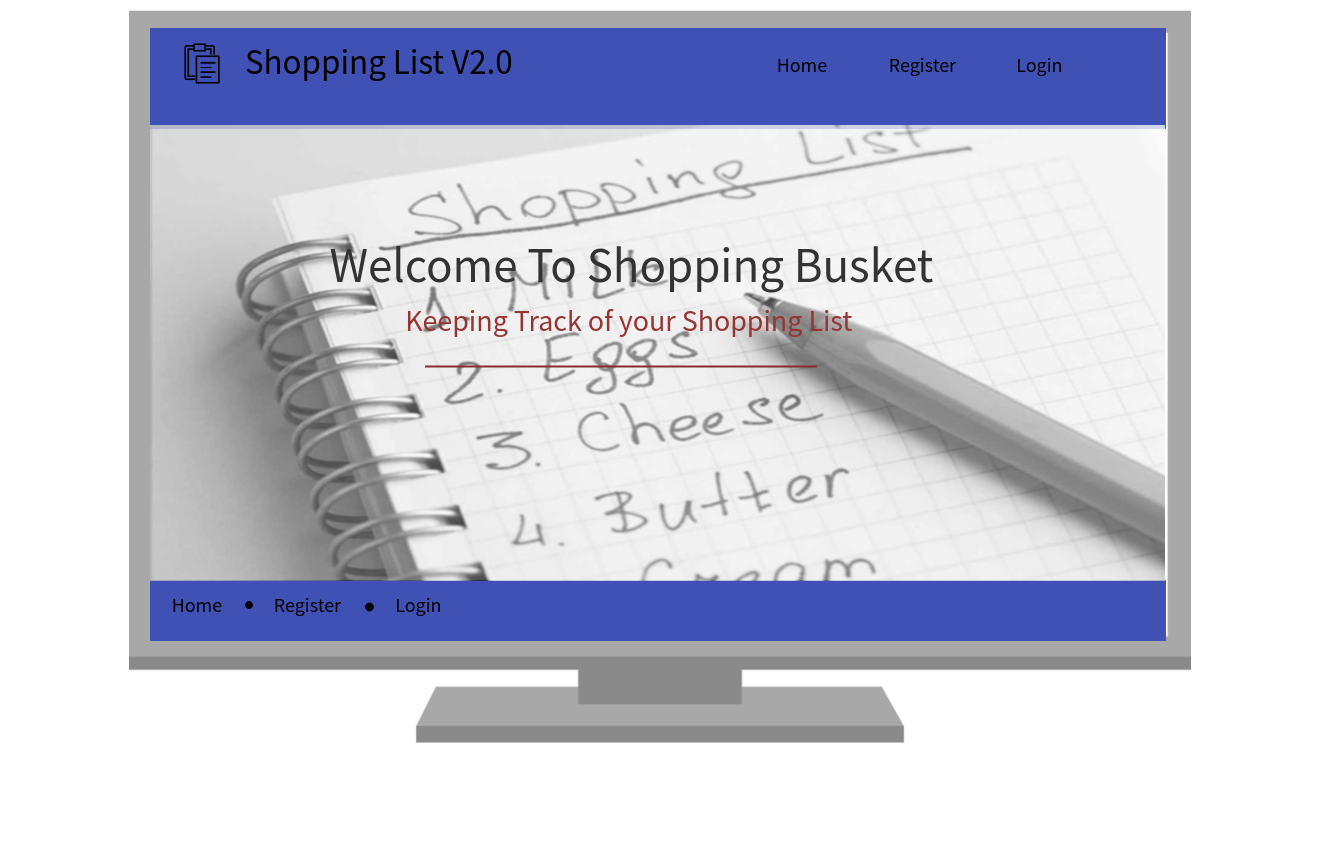 Shopping List V2.0
Home Register Login
Shopping List
Welcome To Shopping Busket
1. Milk
Keeping Track of your Shopping List
2. Eggs
3. Cheese
4. Butter
Cream
Home • Register • Login